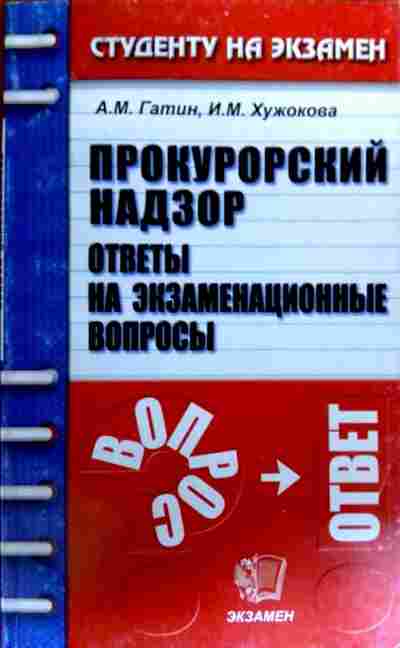 СТУДЕНТУ НА ЭКЗАМЕН
А.М. Гатин, И.М. Хужокова
ПРОКУРОРСКИЙ
НАДЗОР
ОТВЕТЫ
НА ЭКЗАМЕНАЦИОННЫЕ
ВОПРОСЫ
ВОПРОС
ОТВЕТ
ЭКЗАМЕН